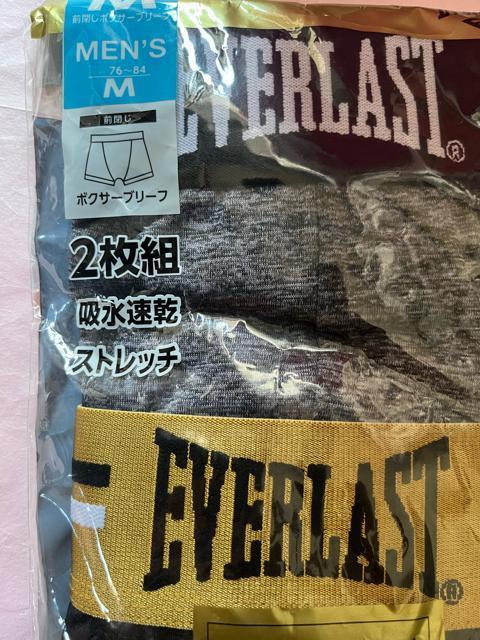 M
前閉じボクサーブリーフ
MEN'S
76～84
M
前閉じ
ボクサーブリーフ
EVERLAST®
2枚組
吸水速乾
ストレッチ
EVERLAST®